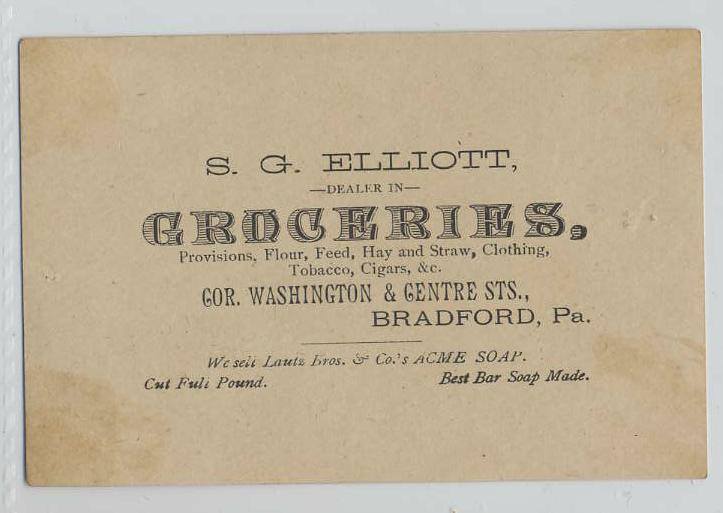 S. G. ELLIOTT,
—DEALER IN—
GROCERIES,
Provisions, Flour, Feed, Hay and Straw, Clothing,
Tobacco, Cigars, &c.
COR. WASHINGTON & CENTRE STS.,
BRADFORD, Pa.
We sell Lautz Bros. & Co.'s ACME SOAP.
Cut Full Pound. Best Bar Soap Made.